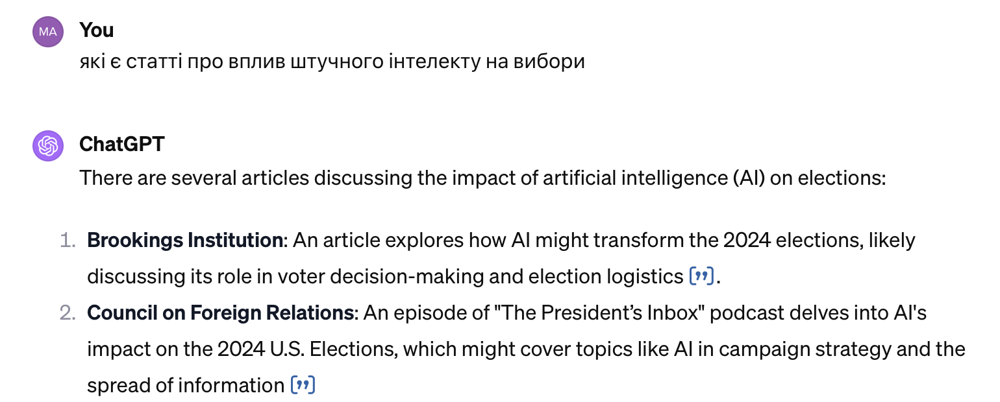 MA
You
які є статті про вплив штучного інтелекту на вибори
ChatGPT
There are several articles discussing the impact of artificial intelligence (AI) on elections:
1. Brookings Institution: An article explores how AI might transform the 2024 elections, likely
discussing its role in voter decision-making and election logistics [”].
2. Council on Foreign Relations: An episode of "The President’s Inbox" podcast delves into AI's
impact on the 2024 U.S. Elections, which might cover topics like AI in campaign strategy and the
spread of information [”]